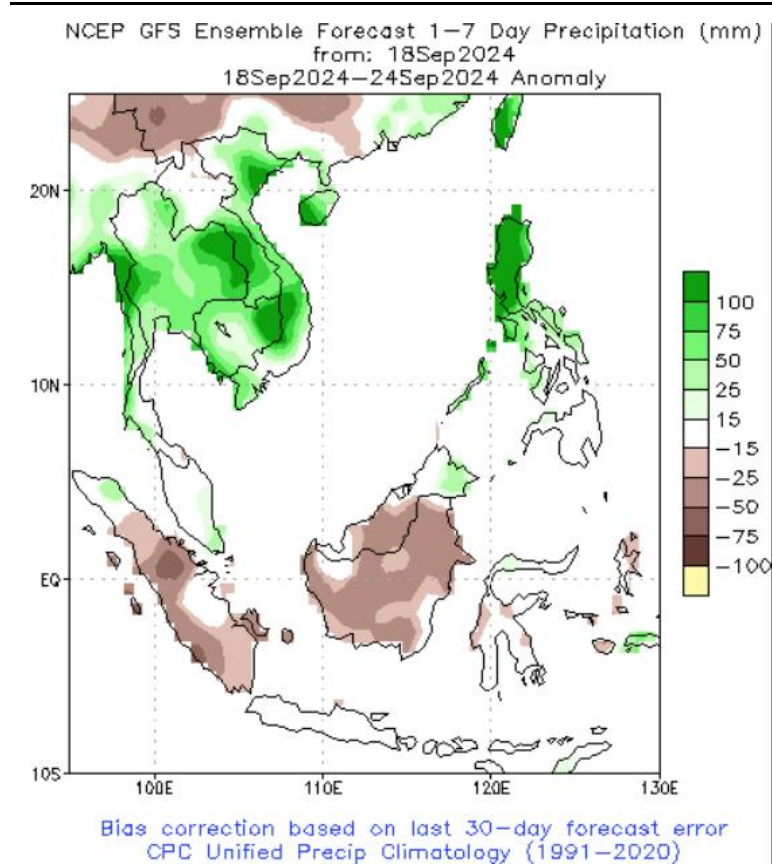 NCEP GFS Ensemble Forecast 1-7 Day Precipitation (mm)
from: 18Sep2024
18Sep2024-24Sep2024 Anomaly
20N
10N
EQ
10S
100E
110E
120E
130E
100
75
50
25
15
-15
-25
-50
-75
-100
Bias correction based on last 30-day forecast error
CPC Unified Precip Climatology (1991-2020)